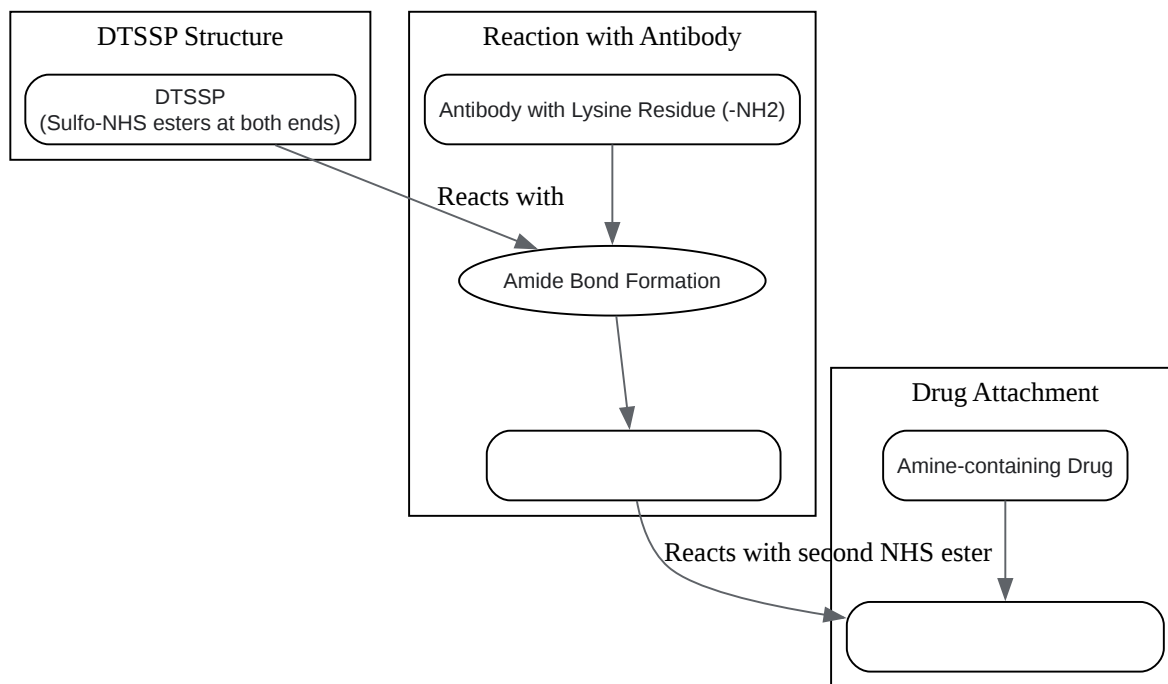 DTSSP Structure
DTSSP
(Sulfo-NHS esters at both ends)
Reaction with Antibody
Antibody with Lysine Residue (-NH2)
Reacts with
Amide Bond Formation
Drug Attachment
Amine-containing Drug
Reacts with second NHS ester